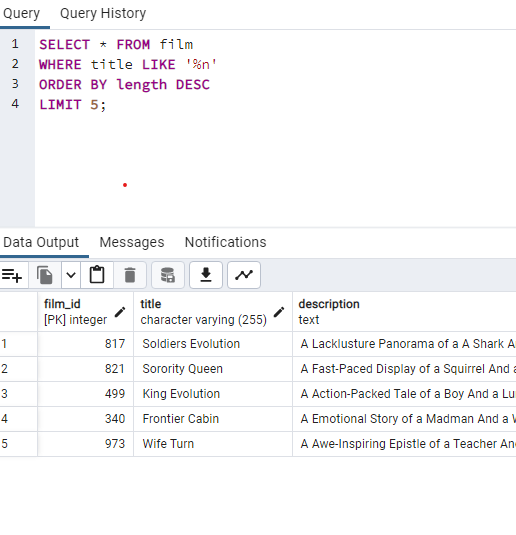 Query Query History
1 SELECT * FROM film
2 WHERE title LIKE '%n'
3 ORDER BY length DESC
4 LIMIT 5;
Data Output Messages Notifications
film_id title description
[PK] integer character varying (255) text
1 817 Soldiers Evolution A Lacklusture Panorama of a A Shark A
2 821 Sorority Queen A Fast-Paced Display of a Squirrel And a
3 499 King Evolution A Action-Packed Tale of a Boy And a Lu
4 340 Frontier Cabin A Emotional Story of a Madman And a
5 973 Wife Turn A Awe-Inspiring Epistle of a Teacher An